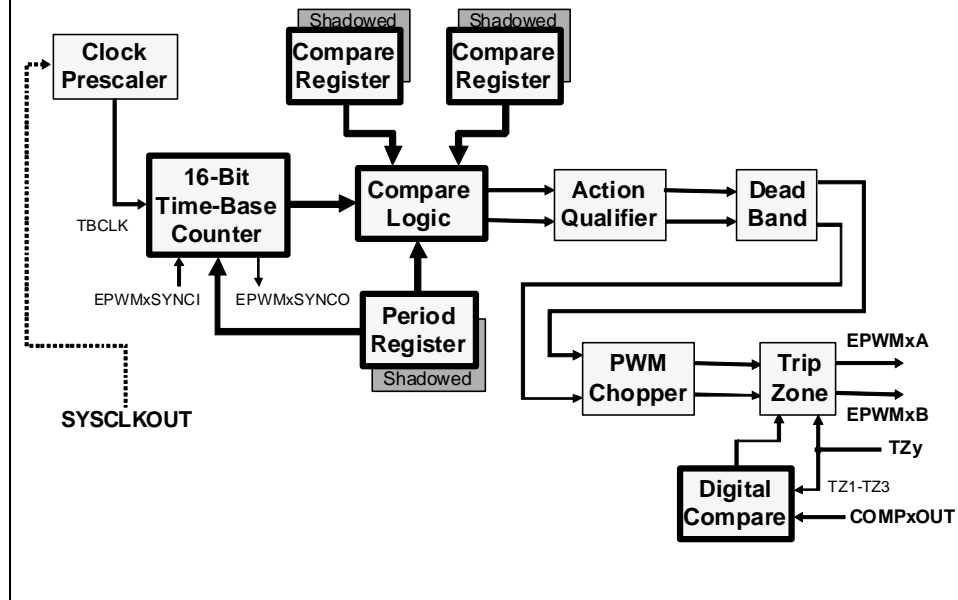 Shadowed
Shadowed
Compare
Register
Compare
Register
Clock
Prescaler
16-Bit
Time-Base
Counter
Compare
Logic
Action
Qualifier
Dead
Band
TBCLK
EPWMxSYNCI
EPWMxSYNCO
Period
Register
Shadowed
SYSCLKOUT
PWM
Chopper
Trip
Zone
EPWMxA
EPWMxB
TZy
TZ1-TZ3
Digital
Compare
COMPxOUT